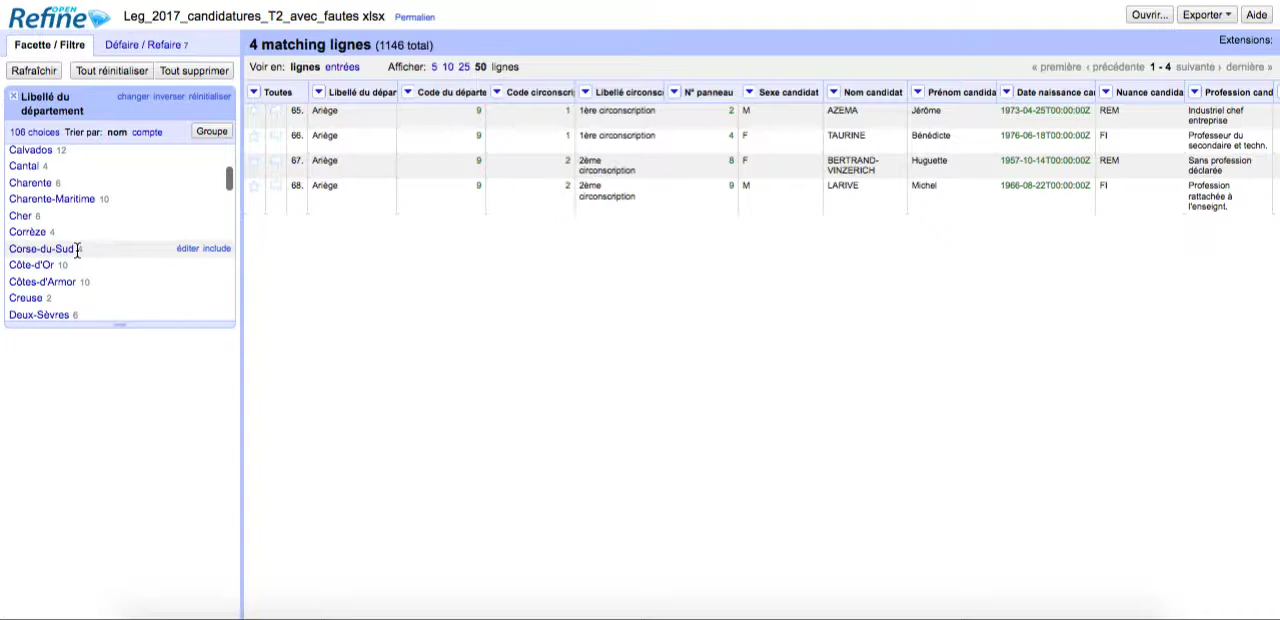 OPEN
Refine
Leg_2017_candidatures_T2_avec_fautes xlsx
Permalien
Ouvrir...
Exporter
Aide
Facette / Filtre
Défaire / Refaire 7
4 matching lignes (1146 total)
Extensions:
Rafraîchir
Tout réinitialiser
Tout supprimer
Voir en: lignes entrées
Afficher: 5 10 25 50 lignes
« première ‹ précédente 1 - 4 suivante › dernière »
Libellé du département
changer inverser réinitialiser
106 choices Trier par: nom compte
Groupe
Calvados 12
Cantal 4
Charente 6
Charente-Maritime 10
Cher 6
Corrèze 4
Corse-du-Sud
éditer include
Côte-d'Or 10
Côtes-d'Armor 10
Creuse 2
Deux-Sèvres 6
Toutes Libellé du dépar Code du départe Code circonscri Libellé circonsc N° panneau Sexe candidat Nom candidat Prénom candida Date naissance ca Nuance candida Profession cand
65. Ariège 9 1 1ère circonscription 2 M AZEMA Jérôme 1973-04-25T00:00:00Z REM Industriel chef entreprise
66. Ariège 9 1 1ère circonscription 4 F TAURINE Bénédicte 1976-06-18T00:00:00Z FI Professeur du secondaire et techn.
67. Ariège 9 2 2ème circonscription 8 F BERTRAND-VINZERICH Huguette 1957-10-14T00:00:00Z REM Sans profession déclarée
68. Ariège 9 2 2ème circonscription 9 M LARIVE Michel 1966-08-22T00:00:00Z FI Profession rattachée à l'enseignt.